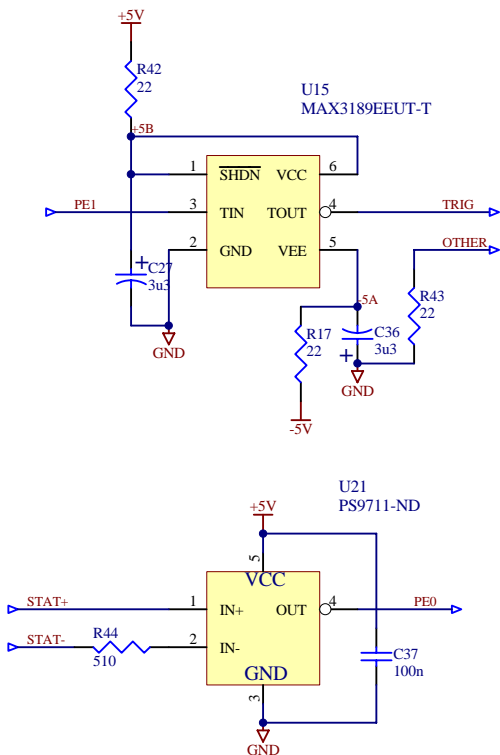 +5V
R42
22
U15
MAX3189EEUT-T
+5B
1
SHDN
VCC
6
PE1
3
TIN
TOUT
4
TRIG
2
GND
VEE
5
OTHER
+
C27
3u3
-5A
R43
22
R17
22
C36
3u3
+
GND
GND
-5V
U21
PS9711-ND
+5V
5
VCC
STAT+
1
IN+
OUT
4
PE0
STAT-
R44
510
2
IN-
C37
100n
GND
3
GND